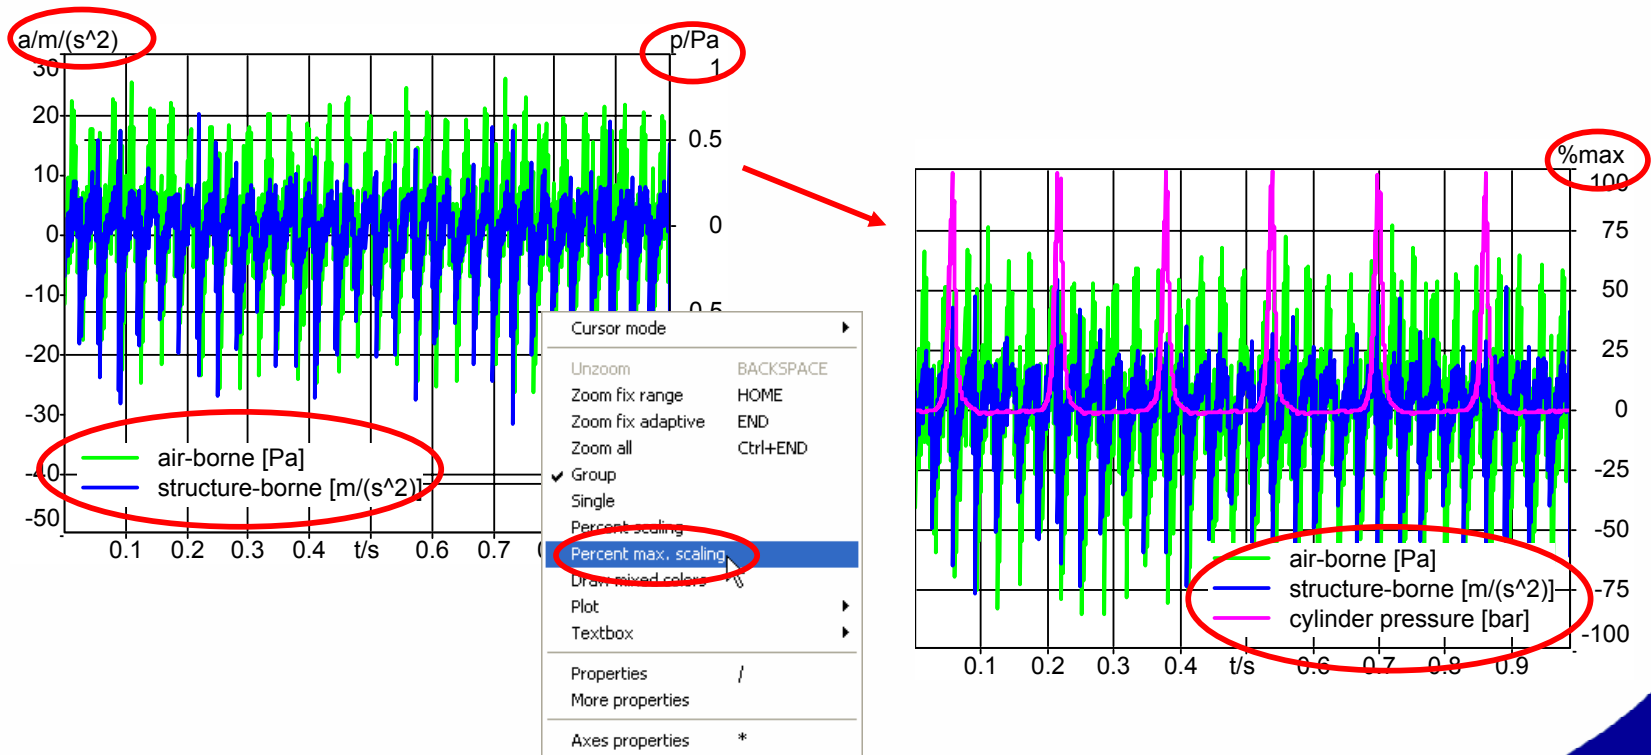 a/m/(s^2)
p/Pa
30
20
10
0
-10
-20
-30
-40
-50
1
0.5
0
0.5
air-borne [Pa]
structure-borne [m/(s^2)]
0.1 0.2 0.3 0.4 t/s 0.6 0.7
Cursor mode
Unzoom BACKSPACE
Zoom fix range HOME
Zoom fix adaptive END
Zoom all Ctrl+END
Group
Single
Percent scaling
Percent max. scaling
Draw mixed colors
Plot
Textbox
Properties /
More properties
Axes properties *
%max
100
75
50
25
0
-25
-50
-75
-100
air-borne [Pa]
structure-borne [m/(s^2)]
cylinder pressure [bar]
0.1 0.2 0.3 0.4 t/s 0.6 0.7 0.8 0.9